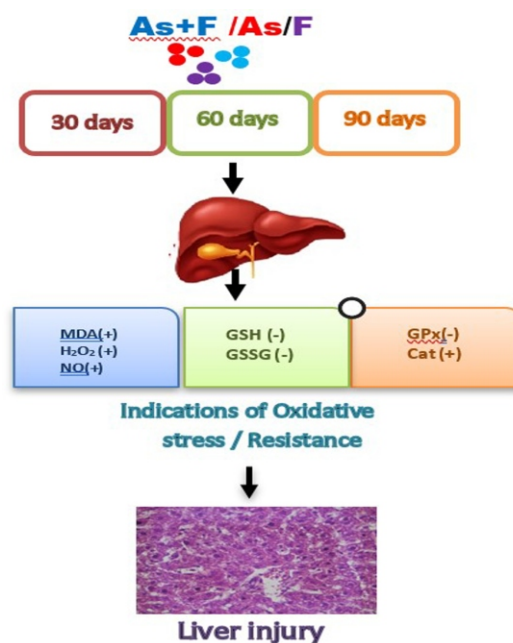 As+F /As/F
30 days
60 days
90 days
MDA(+)
H₂O₂ (+)
NO(+)
GSH (-)
GSSG (-)
GPx(-)
Cat (+)
Indications of Oxidative
stress / Resistance
Liver injury